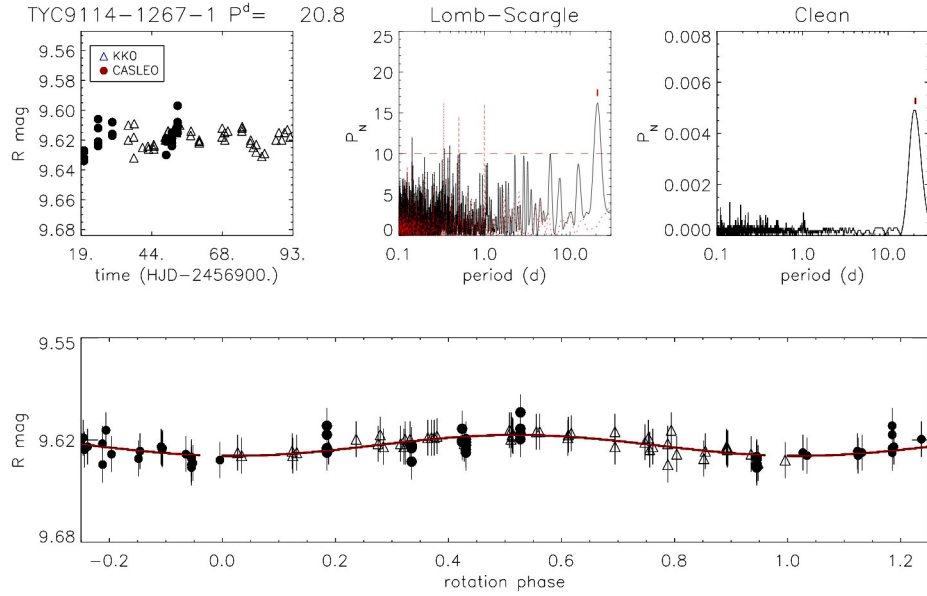 TYC9114-1267-1 P^d= 20.8
Lomb-Scargle
Clean
KKO
CASLEO
R mag
9.56
9.58
9.60
9.62
9.64
9.66
9.68
19. 44. 68. 93.
time (HJD-2456900.)
P_N
25
20
15
10
5
0
0.1 1.0 10.0
period (d)
P_N
0.008
0.006
0.004
0.002
0.000
0.1 1.0 10.0
period (d)
R mag
9.55
9.62
9.68
-0.2 0.0 0.2 0.4 0.6 0.8 1.0 1.2
rotation phase